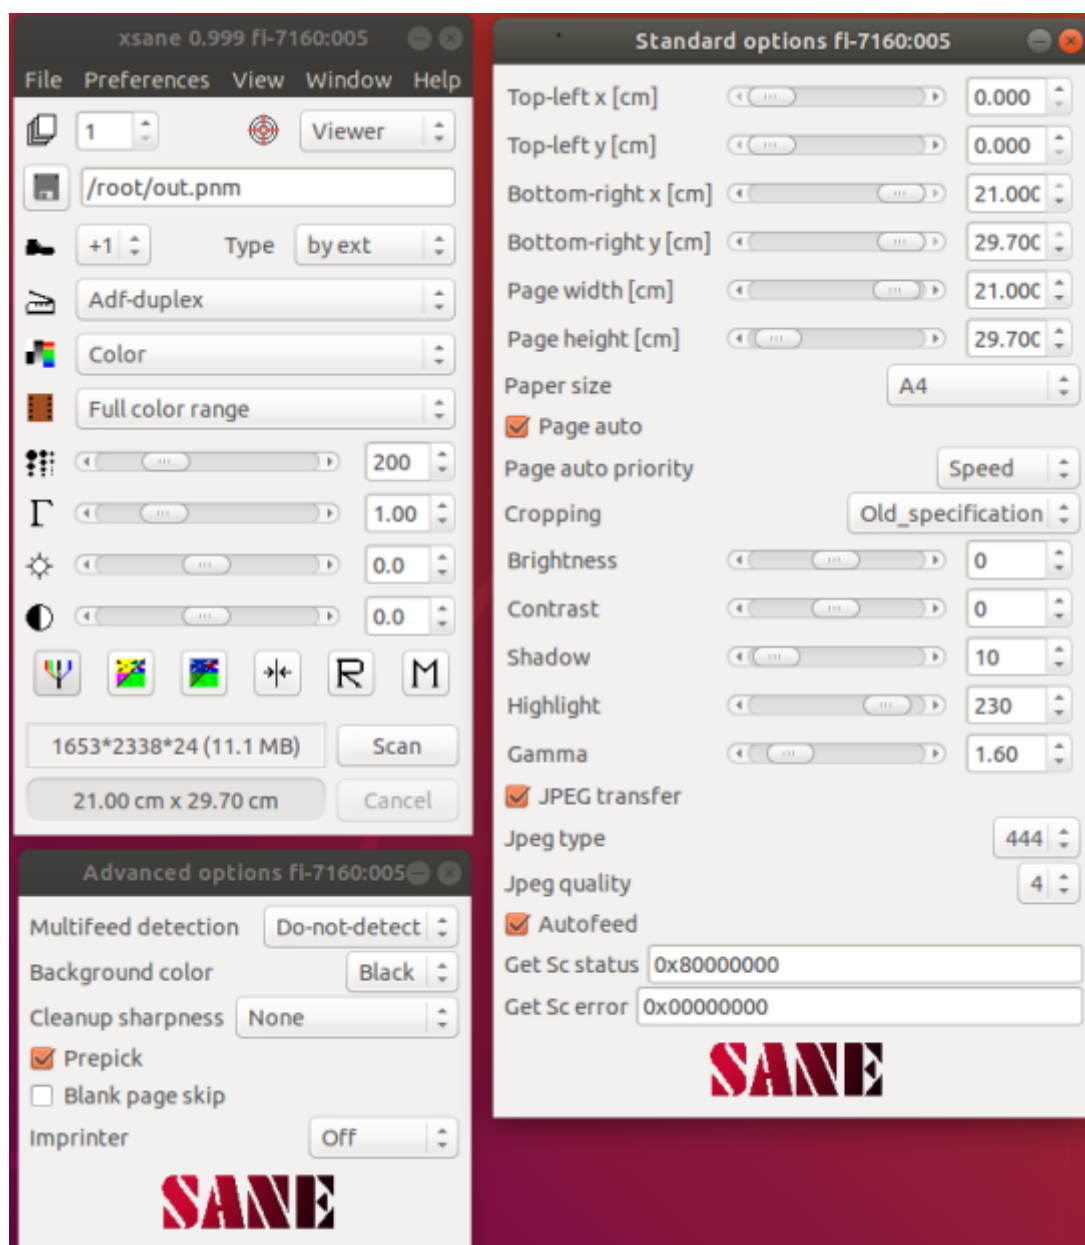 xsane 0.999 fi-7160:005
File Preferences View Window Help
1 Viewer
/root/out.pnm
+1 Type by ext
Adf-duplex
Color
Full color range
200
1.00
0.0
0.0
R M
1653*2338*24 (11.1 MB) Scan
21.00 cm x 29.70 cm Cancel
Advanced options fi-7160:005
Multifeed detection Do-not-detect
Background color Black
Cleanup sharpness None
Prepick
Blank page skip
Imprinter Off
SANE
Standard options fi-7160:005
Top-left x [cm] 0.000
Top-left y [cm] 0.000
Bottom-right x [cm] 21.000
Bottom-right y [cm] 29.700
Page width [cm] 21.000
Page height [cm] 29.700
Paper size A4
Page auto
Page auto priority Speed
Cropping Old_specification
Brightness 0
Contrast 0
Shadow 10
Highlight 230
Gamma 1.60
JPEG transfer
Jpeg type 444
Jpeg quality 4
Autofeed
Get Sc status 0x80000000
Get Sc error 0x00000000
SANE